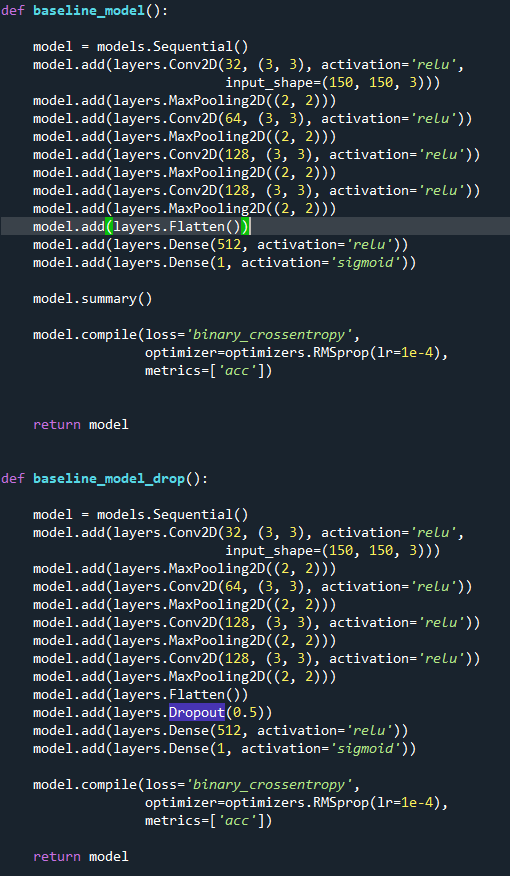 def baseline_model():
model = models.Sequential()
model.add(layers.Conv2D(32, (3, 3), activation='relu',
input_shape=(150, 150, 3)))
model.add(layers.MaxPooling2D((2, 2)))
model.add(layers.Conv2D(64, (3, 3), activation='relu'))
model.add(layers.MaxPooling2D((2, 2)))
model.add(layers.Conv2D(128, (3, 3), activation='relu'))
model.add(layers.MaxPooling2D((2, 2)))
model.add(layers.Conv2D(128, (3, 3), activation='relu'))
model.add(layers.MaxPooling2D((2, 2)))
model.add(layers.Flatten())
model.add(layers.Dense(512, activation='relu'))
model.add(layers.Dense(1, activation='sigmoid'))
model.summary()
model.compile(loss='binary_crossentropy',
optimizer=optimizers.RMSprop(lr=1e-4),
metrics=['acc'])
return model
def baseline_model_drop():
model = models.Sequential()
model.add(layers.Conv2D(32, (3, 3), activation='relu',
input_shape=(150, 150, 3)))
model.add(layers.MaxPooling2D((2, 2)))
model.add(layers.Conv2D(64, (3, 3), activation='relu'))
model.add(layers.MaxPooling2D((2, 2)))
model.add(layers.Conv2D(128, (3, 3), activation='relu'))
model.add(layers.MaxPooling2D((2, 2)))
model.add(layers.Conv2D(128, (3, 3), activation='relu'))
model.add(layers.MaxPooling2D((2, 2)))
model.add(layers.Flatten())
model.add(layers.Dropout(0.5))
model.add(layers.Dense(512, activation='relu'))
model.add(layers.Dense(1, activation='sigmoid'))
model.compile(loss='binary_crossentropy',
optimizer=optimizers.RMSprop(lr=1e-4),
metrics=['acc'])
return model